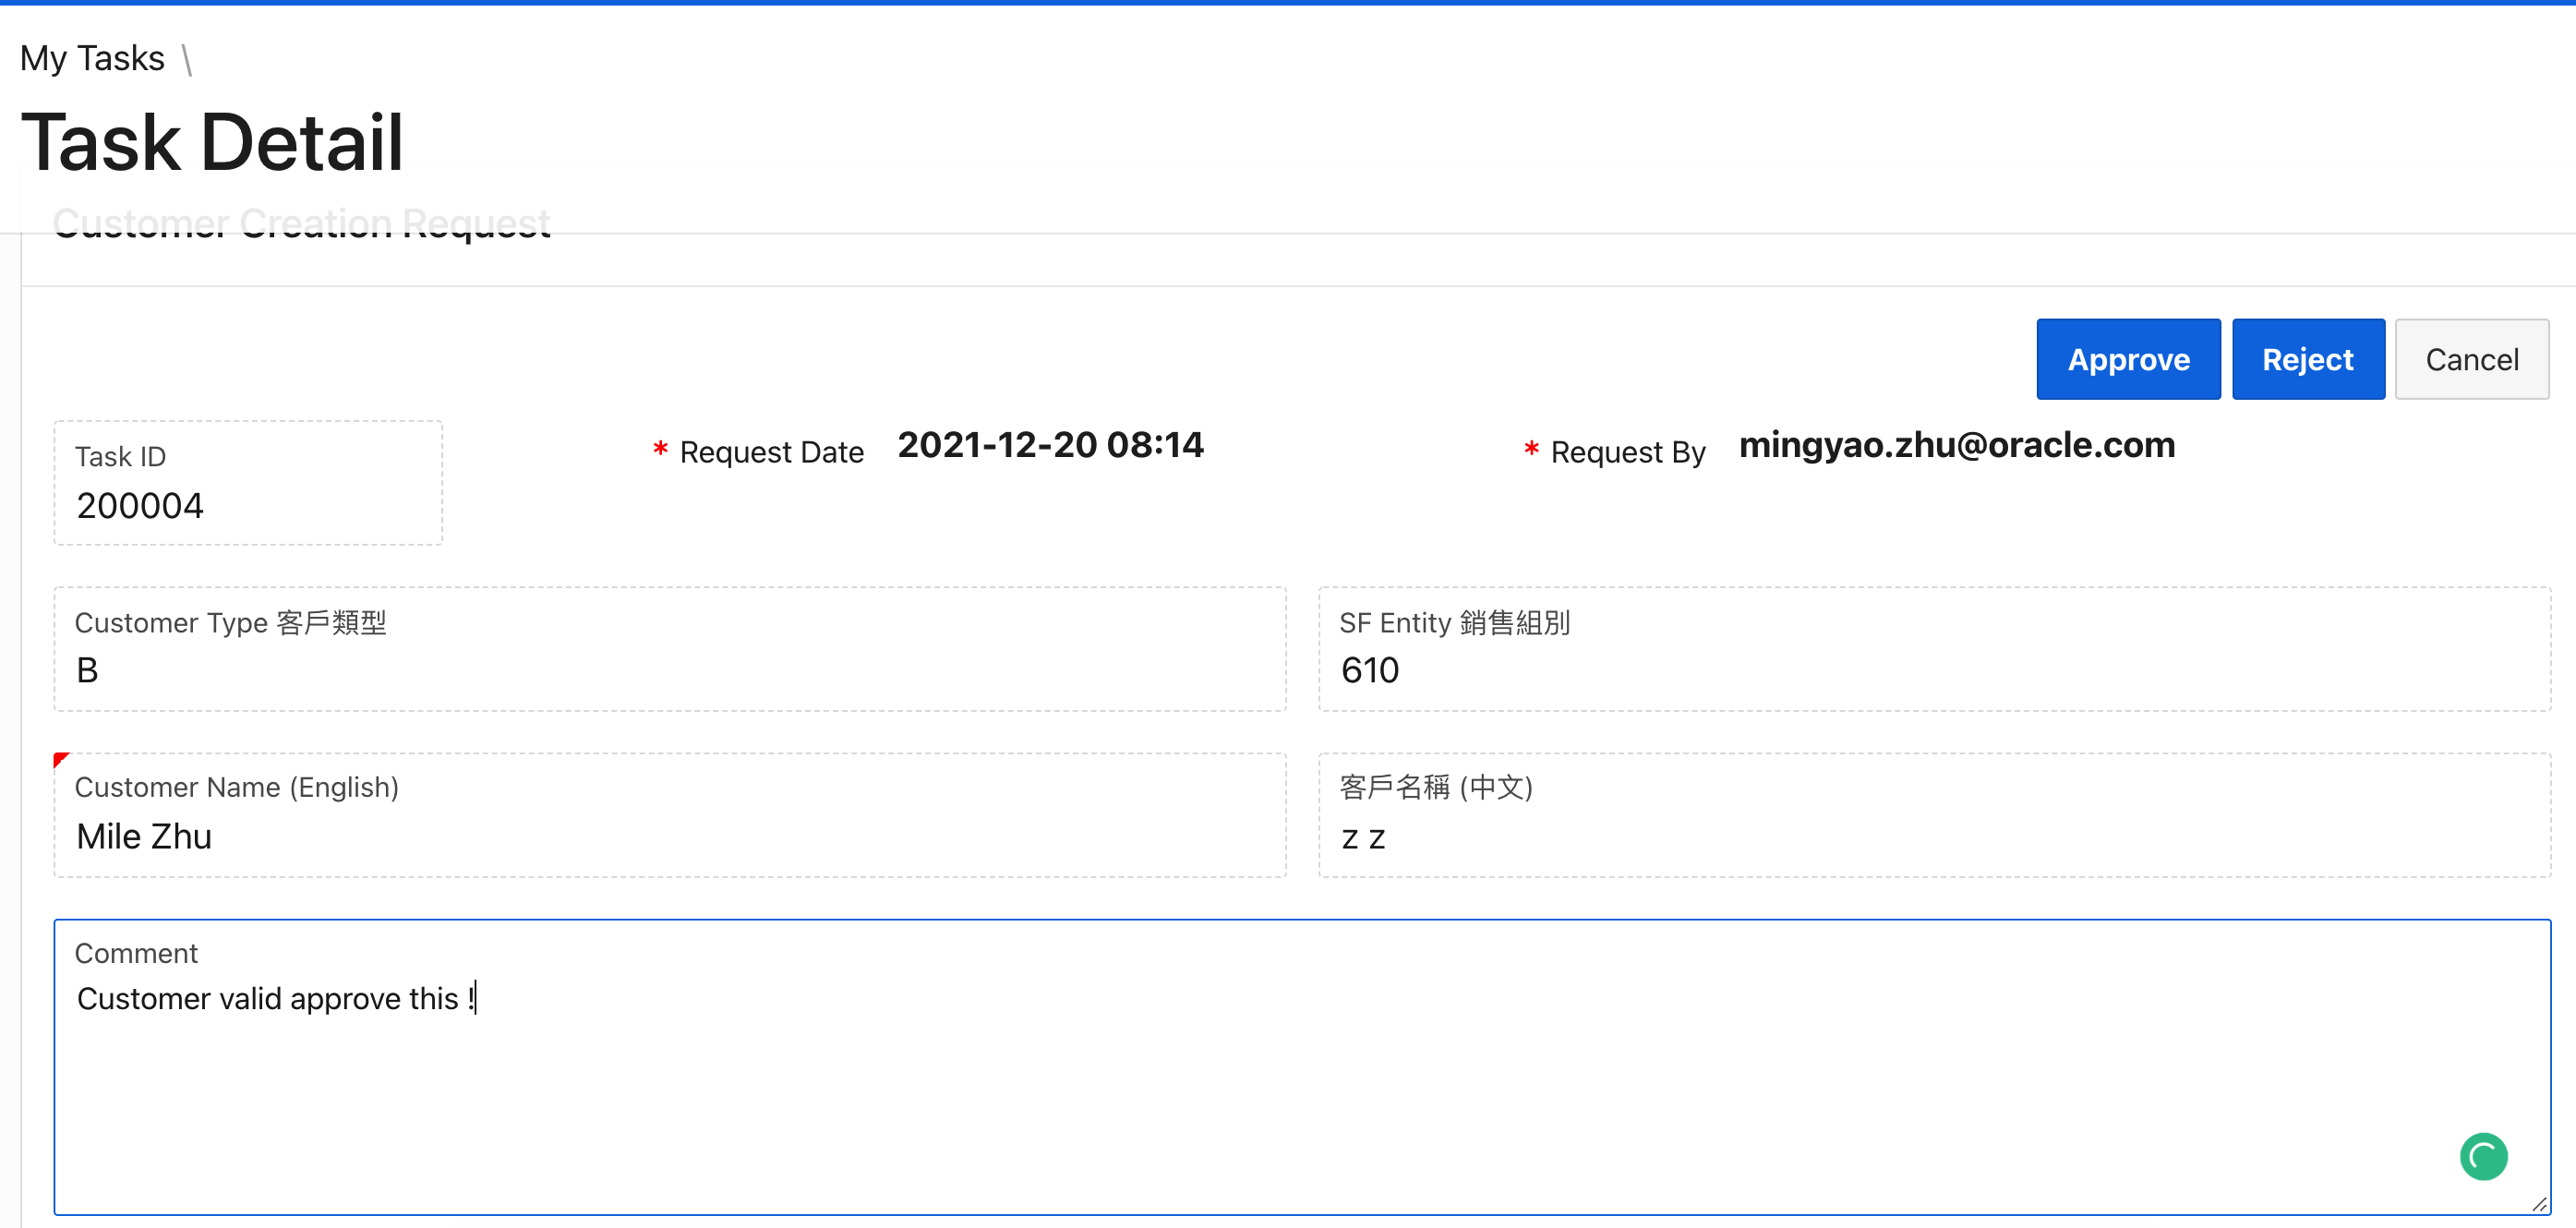 My Tasks \
Task Detail
Customer Creation Request
Approve Reject Cancel
Task ID
200004
* Request Date 2021-12-20 08:14
* Request By mingyao.zhu@oracle.com
Customer Type 客戶類型
B
SF Entity 銷售組別
610
Customer Name (English)
Mile Zhu
客戶名稱 (中文)
z z
Comment
Customer valid approve this !